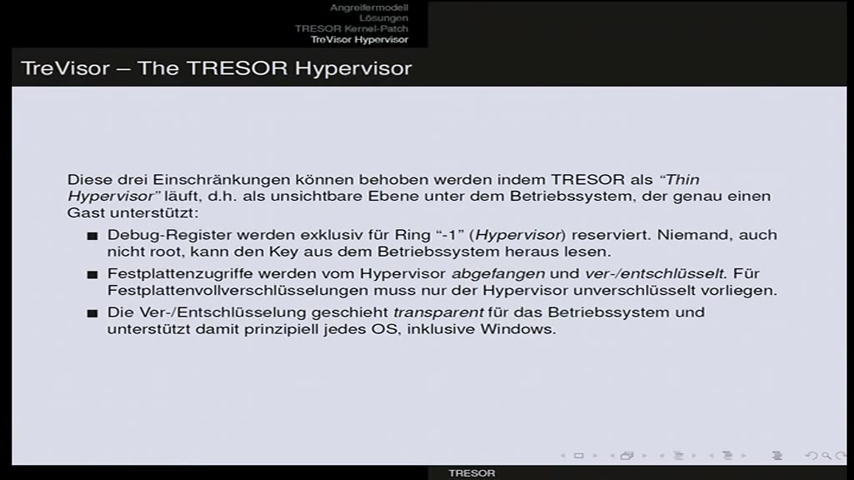 Angreifermodell
Lösungen
TRESOR Kernel-Patch
TreVisor Hypervisor
TreVisor – The TRESOR Hypervisor
Diese drei Einschränkungen können behoben werden indem TRESOR als “Thin
Hypervisor” läuft, d.h. als unsichtbare Ebene unter dem Betriebssystem, der genau einen
Gast unterstützt:
Debug-Register werden exklusiv für Ring “-1” (Hypervisor) reserviert. Niemand, auch
nicht root, kann den Key aus dem Betriebssystem heraus lesen.
Festplattenzugriffe werden vom Hypervisor abgefangen und ver-/entschlüsselt. Für
Festplattenvollverschlüsselungen muss nur der Hypervisor unverschlüsselt vorliegen.
Die Ver-/Entschlüsselung geschieht transparent für das Betriebssystem und
unterstützt damit prinzipiell jedes OS, inklusive Windows.
TRESOR